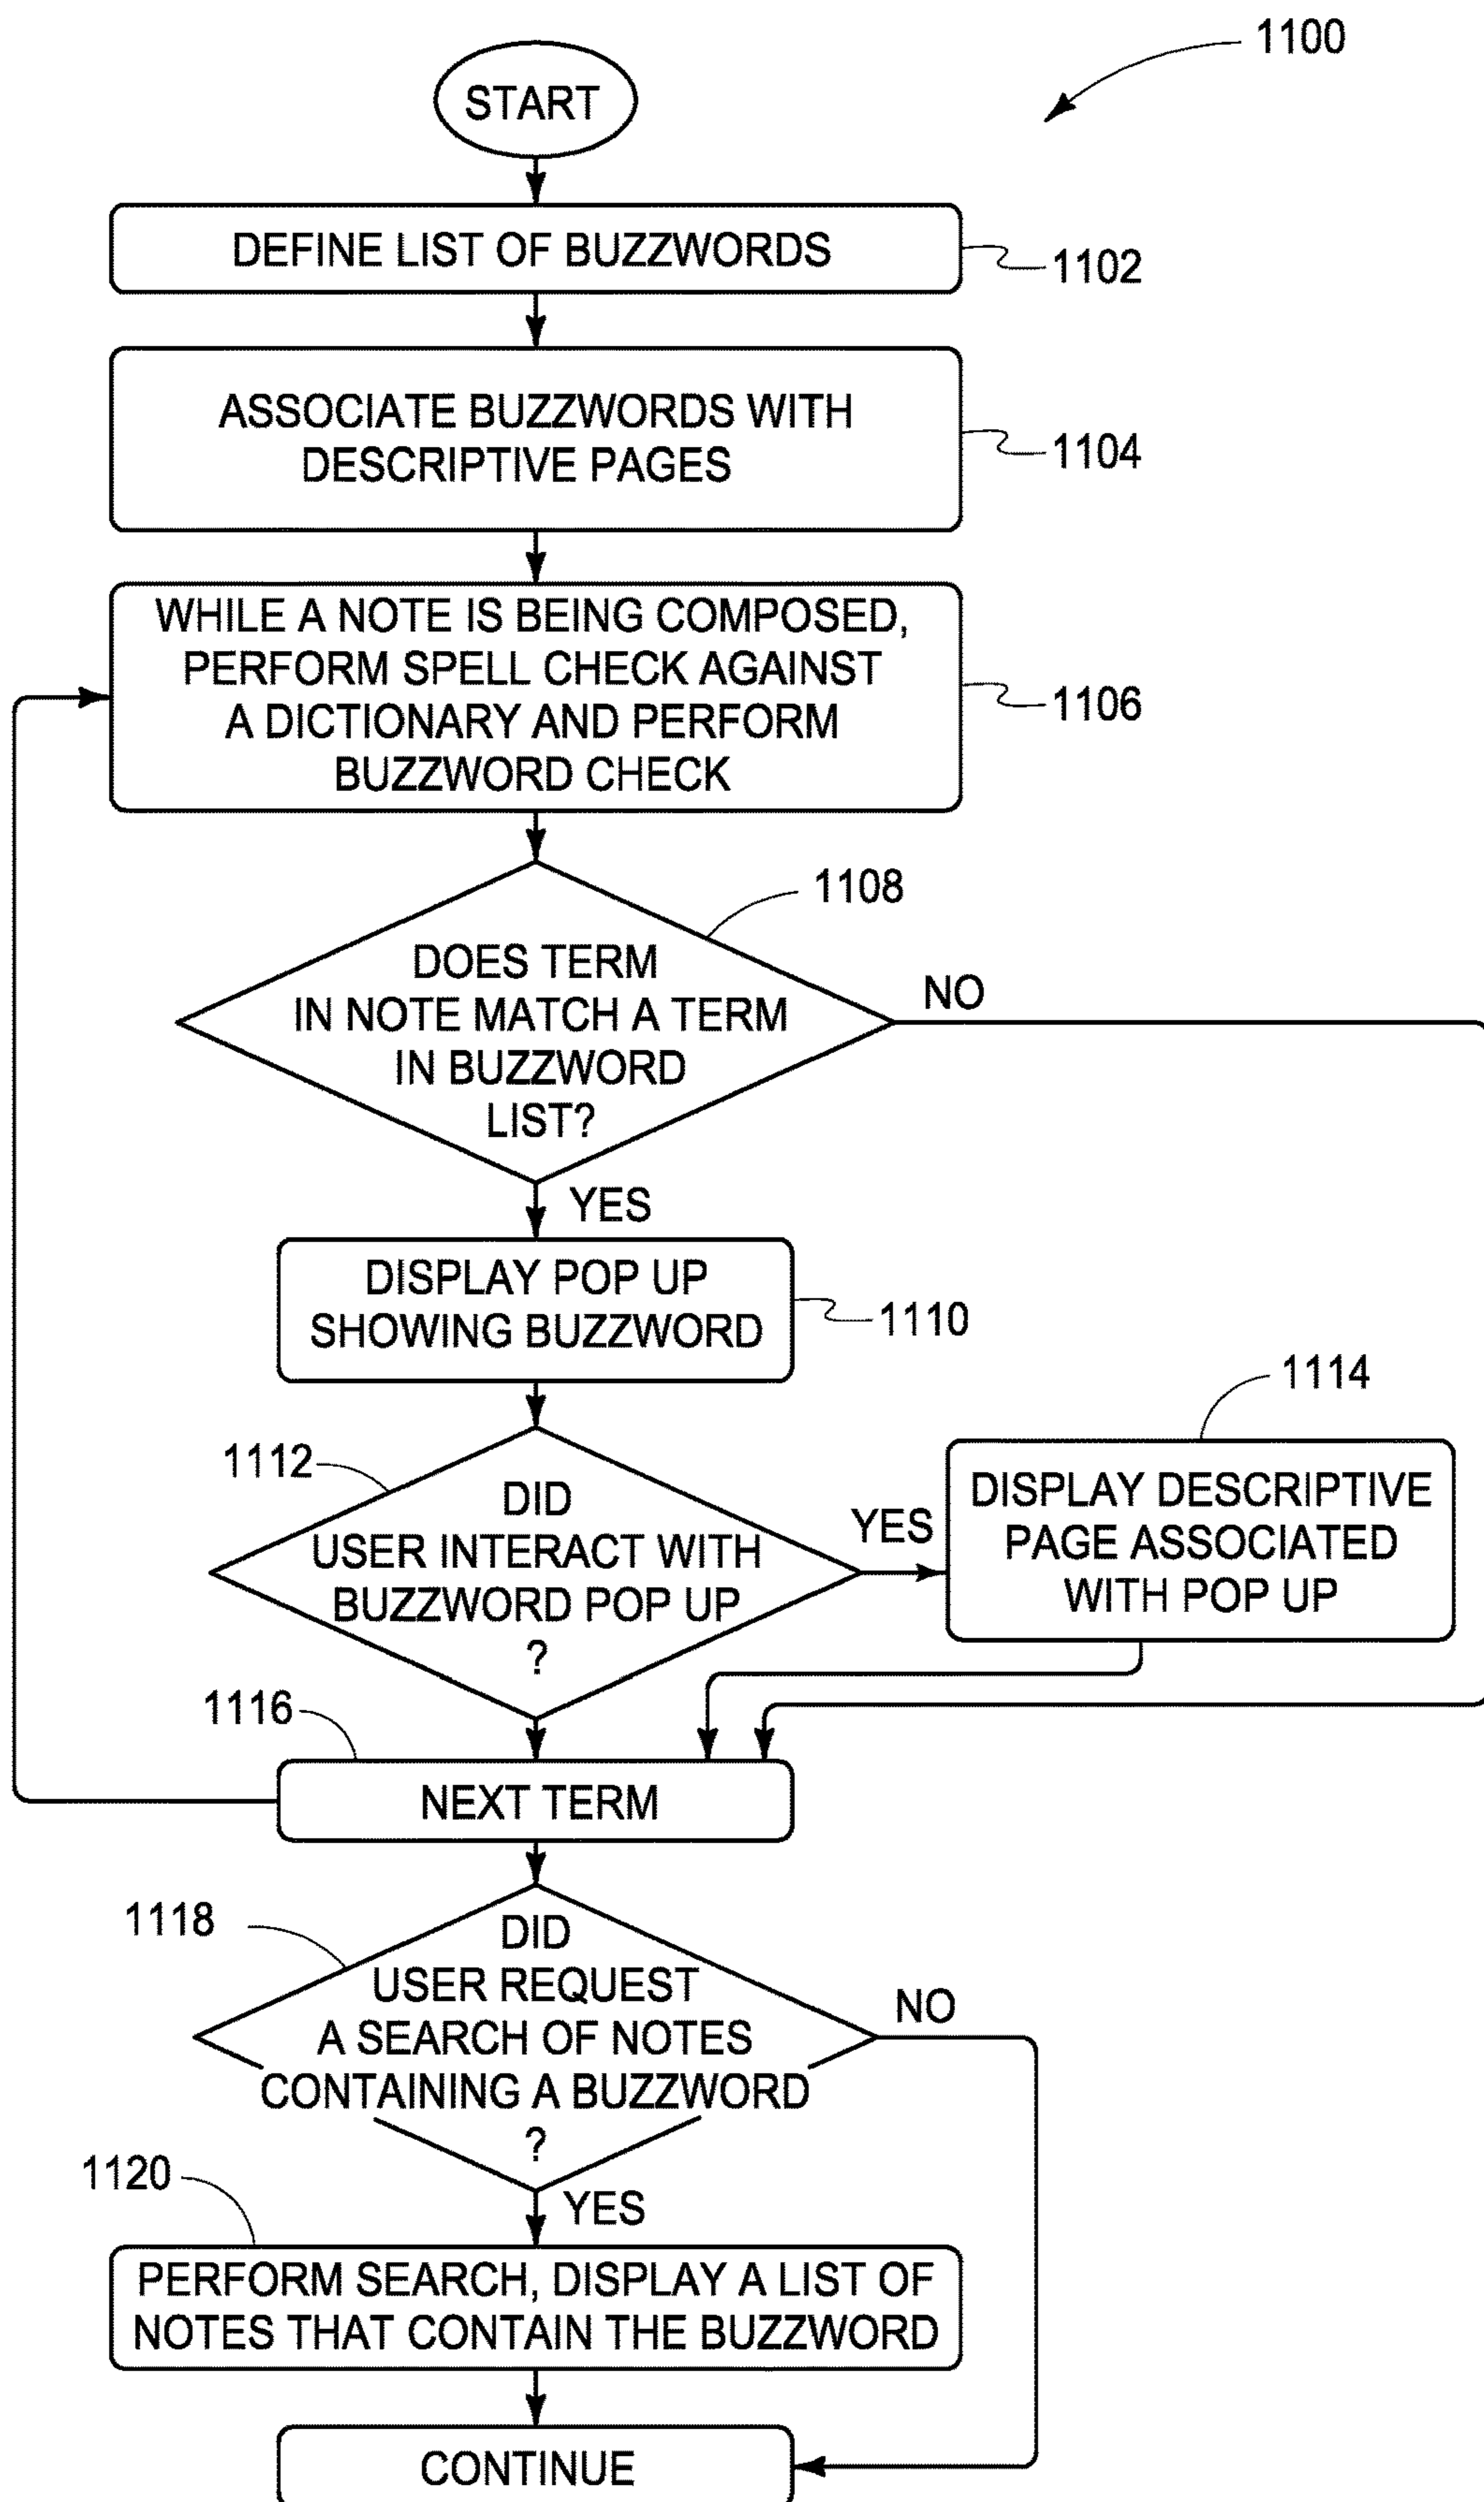 1100
START
DEFINE LIST OF BUZZWORDS
1102
ASSOCIATE BUZZWORDS WITH
DESCRIPTIVE PAGES
1104
WHILE A NOTE IS BEING COMPOSED,
PERFORM SPELL CHECK AGAINST
A DICTIONARY AND PERFORM
BUZZWORD CHECK
1106
1108
DOES TERM
IN NOTE MATCH A TERM
IN BUZZWORD
LIST?
NO
YES
DISPLAY POP UP
SHOWING BUZZWORD
1110
1112
DID
USER INTERACT WITH
BUZZWORD POP UP
?
YES
1114
DISPLAY DESCRIPTIVE
PAGE ASSOCIATED
WITH POP UP
1116
NEXT TERM
1118
DID
USER REQUEST
A SEARCH OF NOTES
CONTAINING A BUZZWORD
?
NO
YES
1120
PERFORM SEARCH, DISPLAY A LIST OF
NOTES THAT CONTAIN THE BUZZWORD
CONTINUE